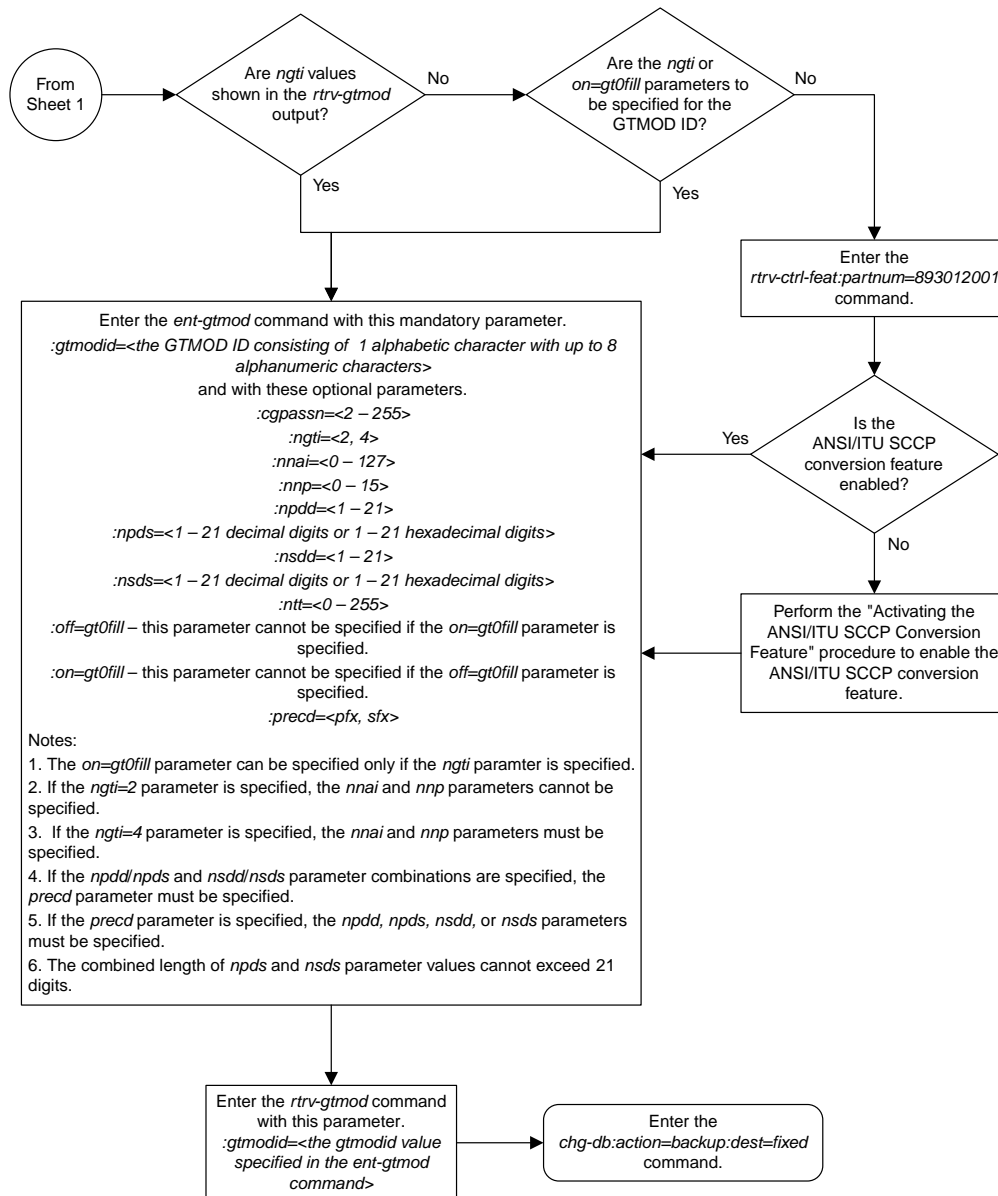 From
Sheet 1
Are ngti values
shown in the rtrv-gtmod
output?
No
Are the ngti or
on=gt0fill parameters to
be specified for the
GTMOD ID?
No
Yes
Yes
Enter the
rtrv-ctrl-feat:partnum=893012001
command.
Enter the ent-gtmod command with this mandatory parameter.
:gtmodid=<the GTMOD ID consisting of 1 alphabetic character with up to 8
alphanumeric characters>
and with these optional parameters.
:cgpassn=<2 – 255>
:ngti=<2, 4>
:nnai=<0 – 127>
:nnp=<0 – 15>
:npdd=<1 – 21>
:npds=<1 – 21 decimal digits or 1 – 21 hexadecimal digits>
:nsdd=<1 – 21>
:nsds=<1 – 21 decimal digits or 1 – 21 hexadecimal digits>
:ntt=<0 – 255>
:off=gt0fill – this parameter cannot be specified if the on=gt0fill parameter is
specified.
:on=gt0fill – this parameter cannot be specified if the off=gt0fill parameter is
specified.
:precd=<pfx, sfx>
Notes:
1. The on=gt0fill parameter can be specified only if the ngti paramter is specified.
2. If the ngti=2 parameter is specified, the nnai and nnp parameters cannot be
specified.
3. If the ngti=4 parameter is specified, the nnai and nnp parameters must be
specified.
4. If the npdd/npds and nsdd/nsds parameter combinations are specified, the
precd parameter must be specified.
5. If the precd parameter is specified, the npdd, npds, nsdd, or nsds parameters
must be specified.
6. The combined length of npds and nsds parameter values cannot exceed 21
digits.
Yes
Is the
ANSI/ITU SCCP
conversion feature
enabled?
No
Perform the "Activating the
ANSI/ITU SCCP Conversion
Feature" procedure to enable the
ANSI/ITU SCCP conversion
feature.
Enter the rtrv-gtmod command
with this parameter.
:gtmodid=<the gtmodid value
specified in the ent-gtmod
command>
Enter the
chg-db:action=backup:dest=fixed
command.